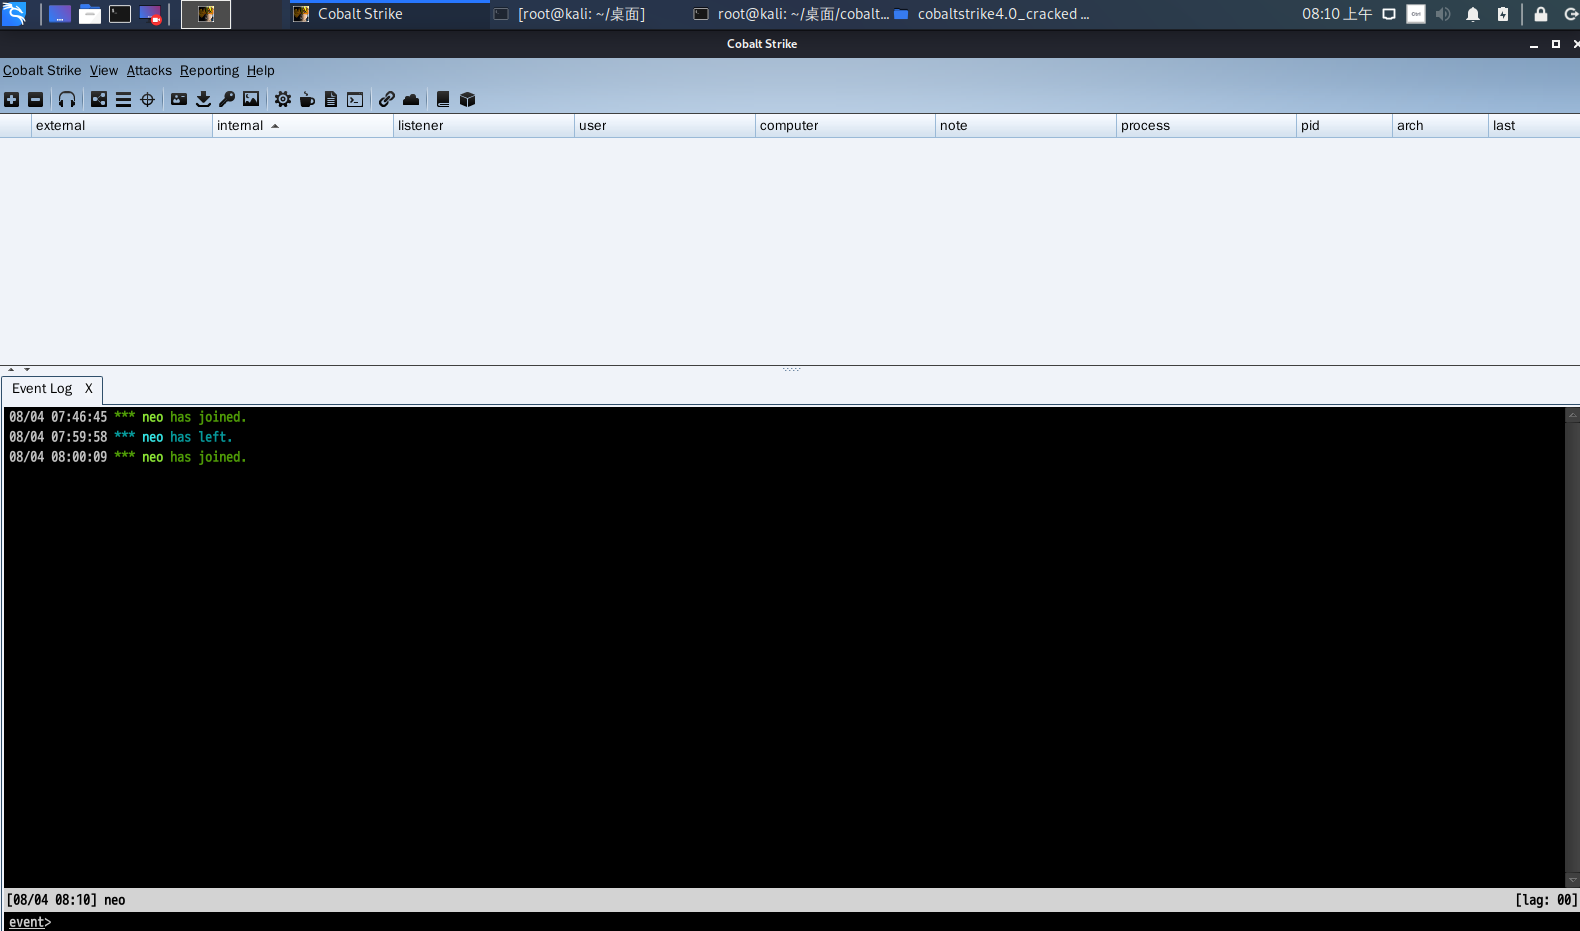 Cobalt Strike [root@kali: ~/桌面] root@kali: ~/桌面/cobalt... cobaltstrike4.0_cracked ... 08:10 上午
Cobalt Strike
Cobalt Strike View Attacks Reporting Help
external internal listener user computer note process pid arch last
Event Log X
08/04 07:46:45 *** neo has joined.
08/04 07:59:58 *** neo has left.
08/04 08:00:09 *** neo has joined.
[08/04 08:10] neo [lag: 00]
event>